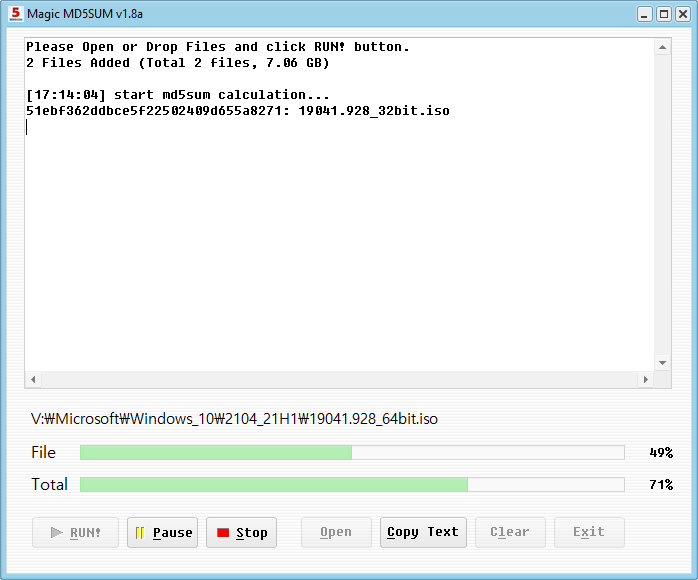 5
Magic MD5SUM v1.8a
Please Open or Drop Files and click RUN! button.
2 Files Added (Total 2 files, 7.06 GB)
[17:14:04] start md5sum calculation...
51ebf362ddbce5f22502409d655a8271: 19041.928_32bit.iso
V:₩Microsoft₩Windows_10₩2104_21H1₩19041.928_64bit.iso
File 49%
Total 71%
RUN! Pause Stop Open Copy Text Clear Exit